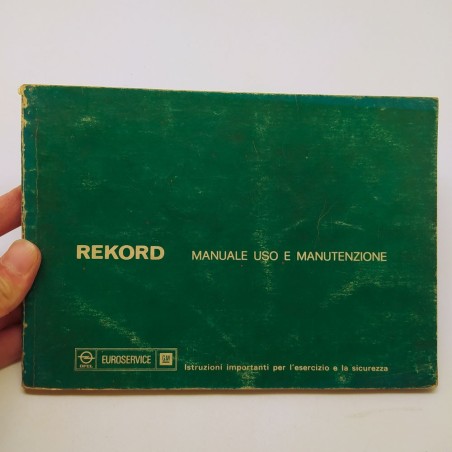 REKORD MANUALE USO E MANUTENZIONE
OPEL EUROSERVICE GM Istruzioni importanti per l'esercizio e la sicurezza